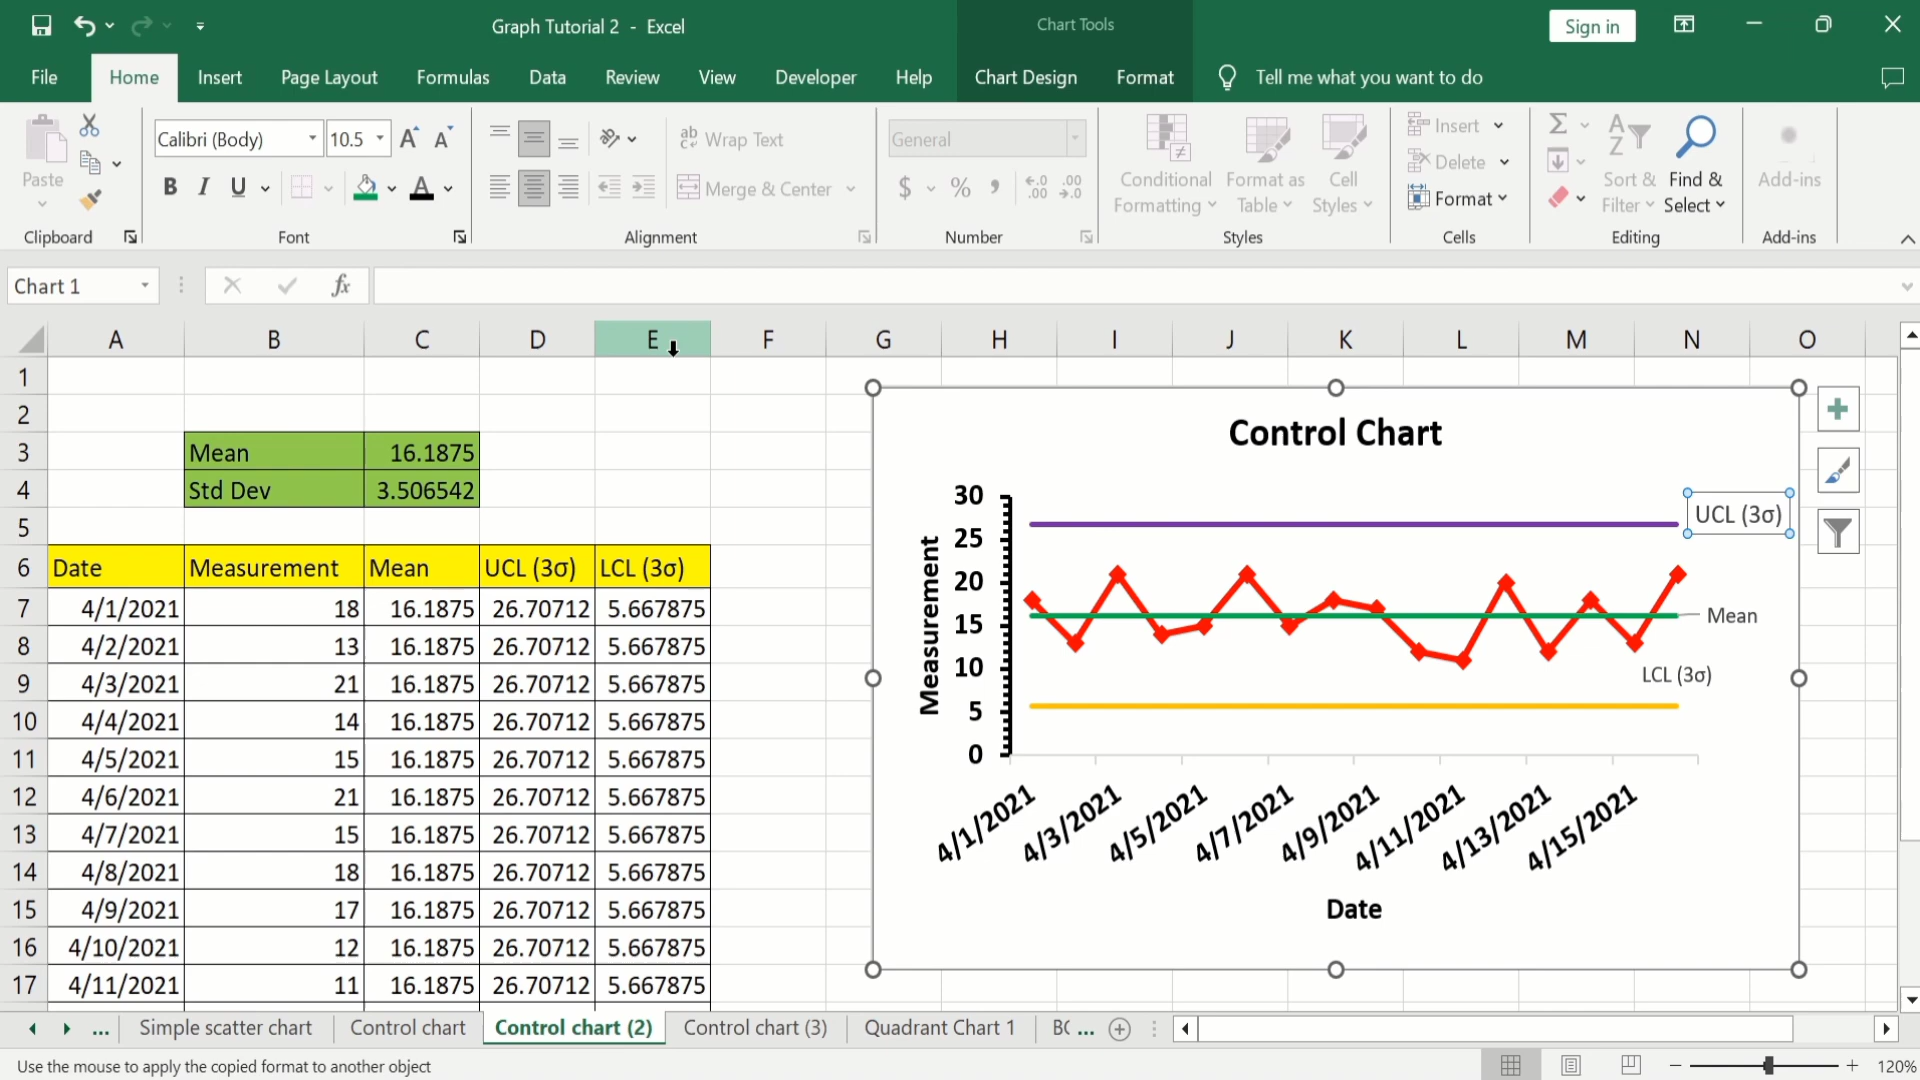 Graph Tutorial 2 - Excel
Chart Tools
Sign in
File Home Insert Page Layout Formulas Data Review View Developer Help Chart Design Format Tell me what you want to do
Paste
Clipboard
Calibri (Body) 10.5
A A
B I U A
Font
ab Wrap Text
Merge & Center
Alignment
General
$ % , .00 .00
Number
Conditional Formatting
Format as Table
Cell Styles
Styles
Insert
Delete
Format
Cells
Sort & Filter
Find & Select
Editing
Add-ins
Add-ins
Chart 1 fx
A B C D E F G H I J K L M N O
1
2
3 Mean 16.1875
4 Std Dev 3.506542
5
6 Date Measurement Mean UCL (3σ) LCL (3σ)
7 4/1/2021 18 16.1875 26.70712 5.667875
8 4/2/2021 13 16.1875 26.70712 5.667875
9 4/3/2021 21 16.1875 26.70712 5.667875
10 4/4/2021 14 16.1875 26.70712 5.667875
11 4/5/2021 15 16.1875 26.70712 5.667875
12 4/6/2021 21 16.1875 26.70712 5.667875
13 4/7/2021 15 16.1875 26.70712 5.667875
14 4/8/2021 18 16.1875 26.70712 5.667875
15 4/9/2021 17 16.1875 26.70712 5.667875
16 4/10/2021 12 16.1875 26.70712 5.667875
17 4/11/2021 11 16.1875 26.70712 5.667875
Control Chart
Measurement
30
25
20
15
10
5
0
UCL (3σ)
Mean
LCL (3σ)
4/1/2021 4/3/2021 4/5/2021 4/7/2021 4/9/2021 4/11/2021 4/13/2021 4/15/2021
Date
... Simple scatter chart Control chart Control chart (2) Control chart (3) Quadrant Chart 1 BC ...
Use the mouse to apply the copied format to another object
120%